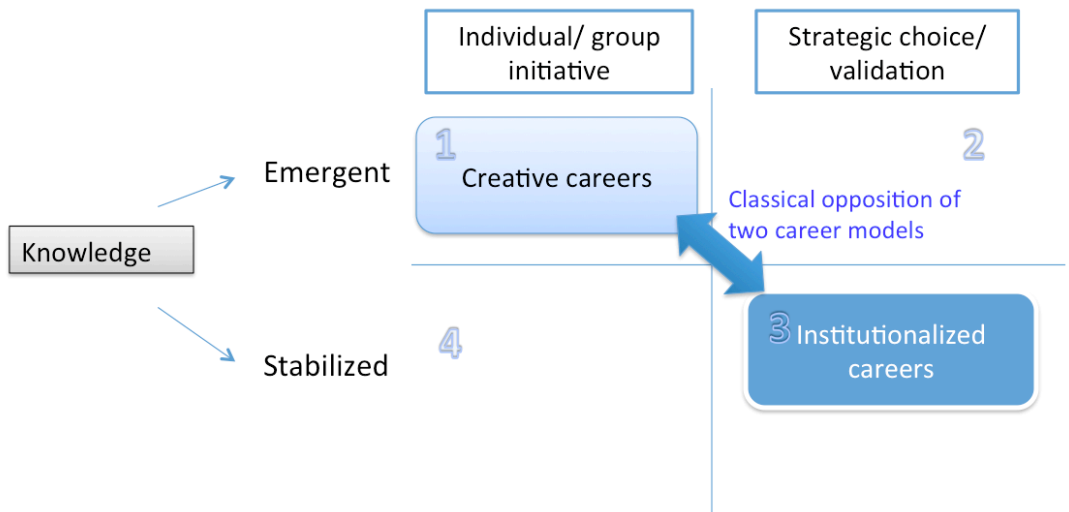 Individual/ group
initiative
Strategic choice/
validation
1
2
Emergent
Creative careers
Classical opposition of
two career models
Knowledge
3
Institutionalized
careers
4
Stabilized